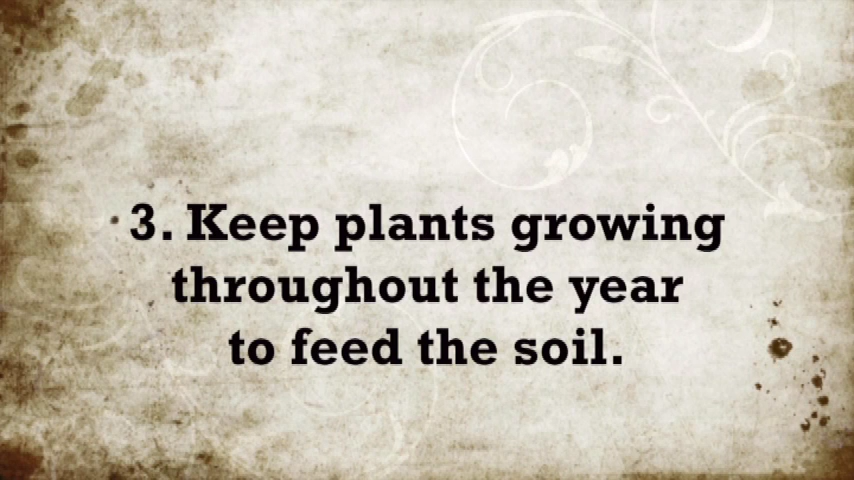 3. Keep plants growing
throughout the year
to feed the soil.